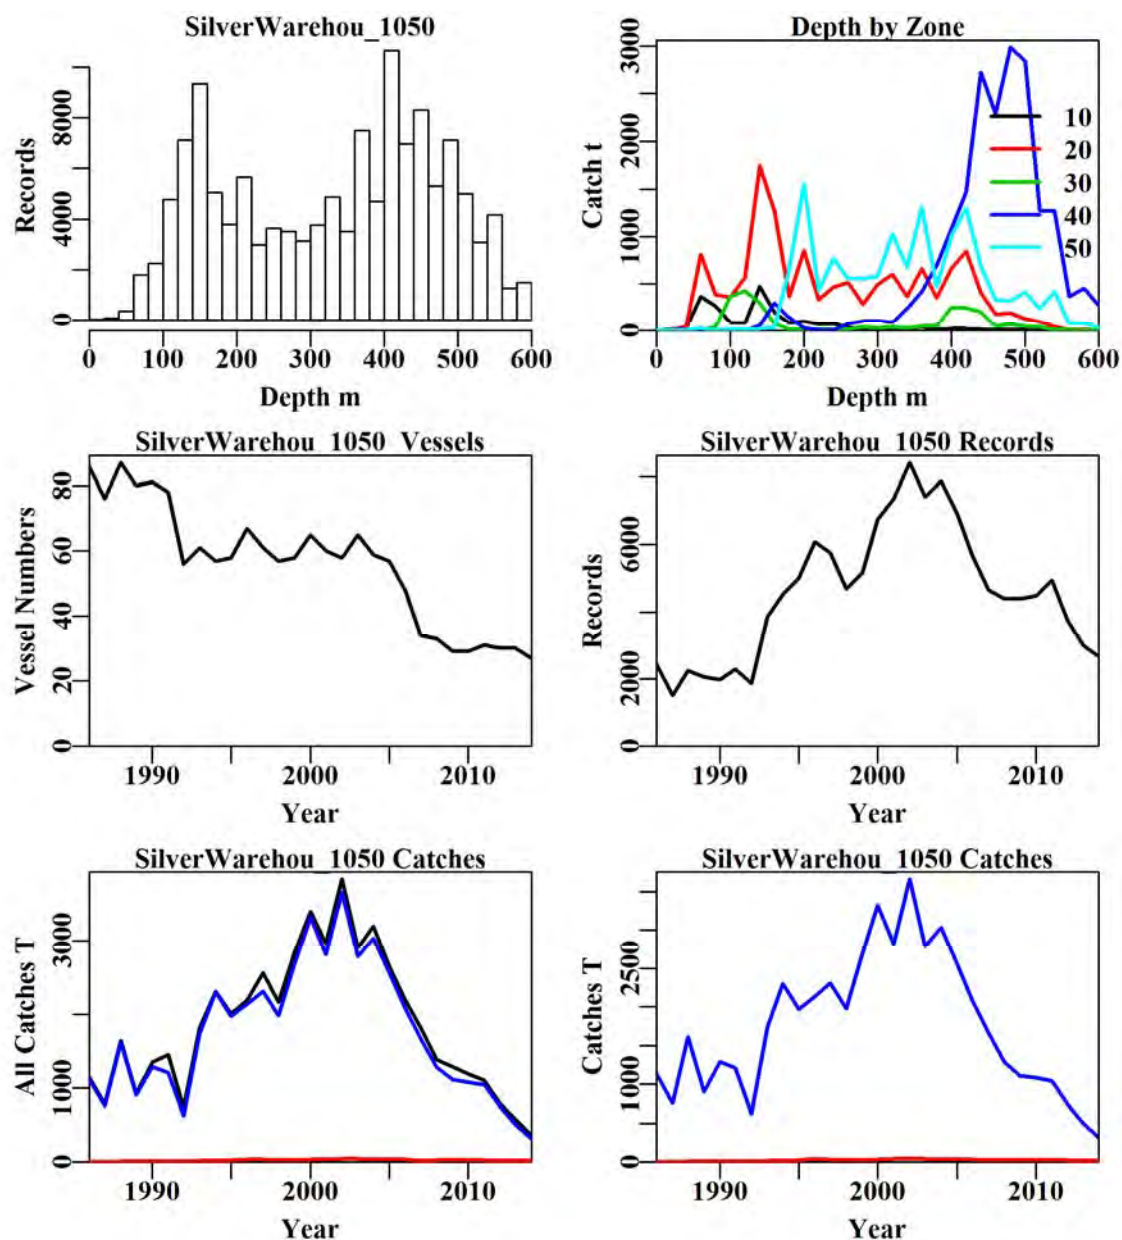 SilverWarehou_1050
Records
0 4000 8000
0 100 200 300 400 500 600
Depth m
Depth by Zone
Catch t
0 1000 2000 3000
10
20
30
40
50
0 100 200 300 400 500 600
Depth m
SilverWarehou_1050_Vessels
Vessel Numbers
0 20 40 60 80
1990 2000 2010
Year
SilverWarehou_1050 Records
Records
0 2000 6000
1990 2000 2010
Year
SilverWarehou_1050 Catches
All Catches T
0 1000 3000
1990 2000 2010
Year
SilverWarehou_1050 Catches
Catches T
0 1000 2500
1990 2000 2010
Year